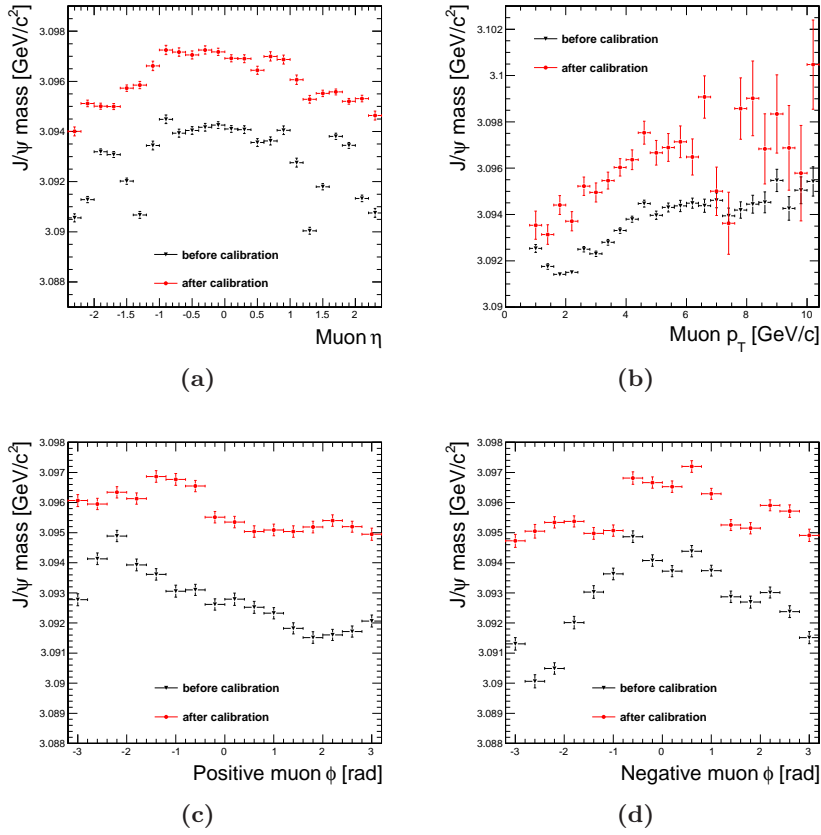 J/ψ mass [GeV/c²]
3.098
3.096
3.094
3.092
3.09
3.088
before calibration
after calibration
-2 -1.5 -1 -0.5 0 0.5 1 1.5 2
Muon η
(a)
J/ψ mass [GeV/c²]
3.102
3.1
3.098
3.096
3.094
3.092
3.09
before calibration
after calibration
0 2 4 6 8 10
Muon p_T [GeV/c]
(b)
J/ψ mass [GeV/c²]
3.098
3.097
3.096
3.095
3.094
3.093
3.092
3.091
3.09
3.089
3.088
before calibration
after calibration
-3 -2 -1 0 1 2 3
Positive muon ϕ [rad]
(c)
J/ψ mass [GeV/c²]
3.098
3.097
3.096
3.095
3.094
3.093
3.092
3.091
3.09
3.089
3.088
before calibration
after calibration
-3 -2 -1 0 1 2 3
Negative muon ϕ [rad]
(d)